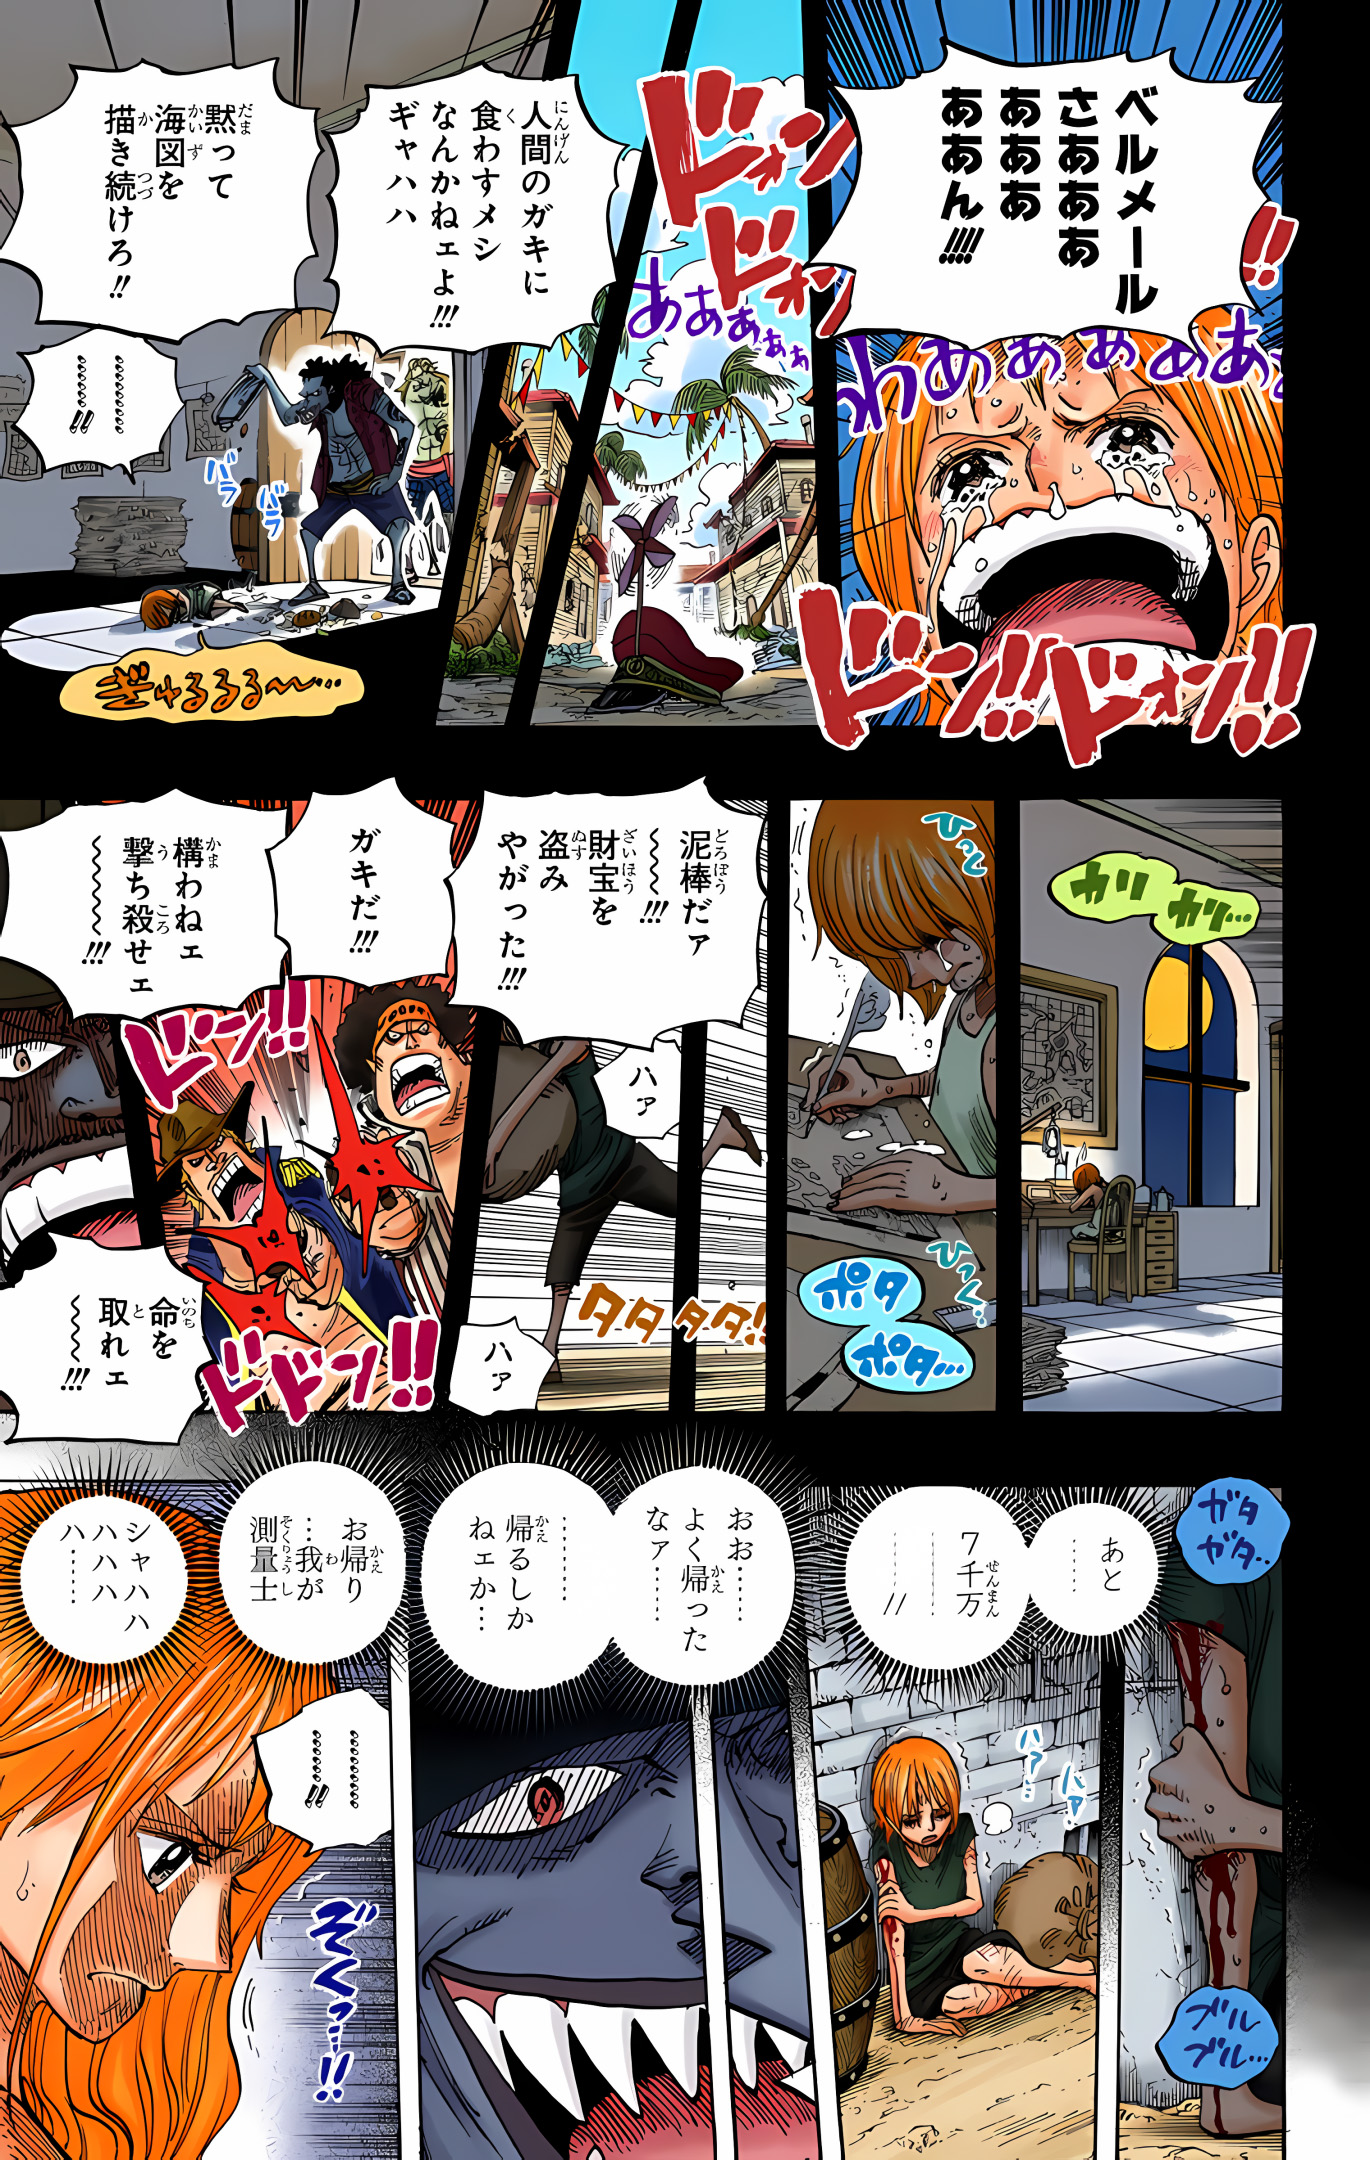 ベルメール
さあああ
あああ
ああん!!!!
!!
わああぁぁああぁ
ドォン
ドォン
あああぁぁぁ
ドーン!!
ドォン!!
人間のガキに
食わすメシ
なんかねェよ!!!
ギャハハ
黙って
海図を
描き続けろ!!
…………
………!!
バラ
バラ
ぎゅるるる〜…
カリ
カリ…
ひっく
ひっく
ポタ
ポタ…
泥棒だァ
〜〜〜!!!
財宝を
盗み
やがった!!!
ハァ
ハァ
タタタタ!!
ガキだ!!!
ドン!!
ドドドン!!
構わねェ
撃ち殺せェ
〜〜〜〜!!!
命を
取れェ
〜〜〜!!!
ガタ
ガタ…
ブル
ブル…
あと
……
7千万
……
……!!
ハァ…
ハァ
おお……
よく帰った
なァ……
………
帰るしか
ねェか…
お帰り
…我が
測量士
シャハハハ
ハハハ
ハ……
…………
………!!
ぞくっ…!!